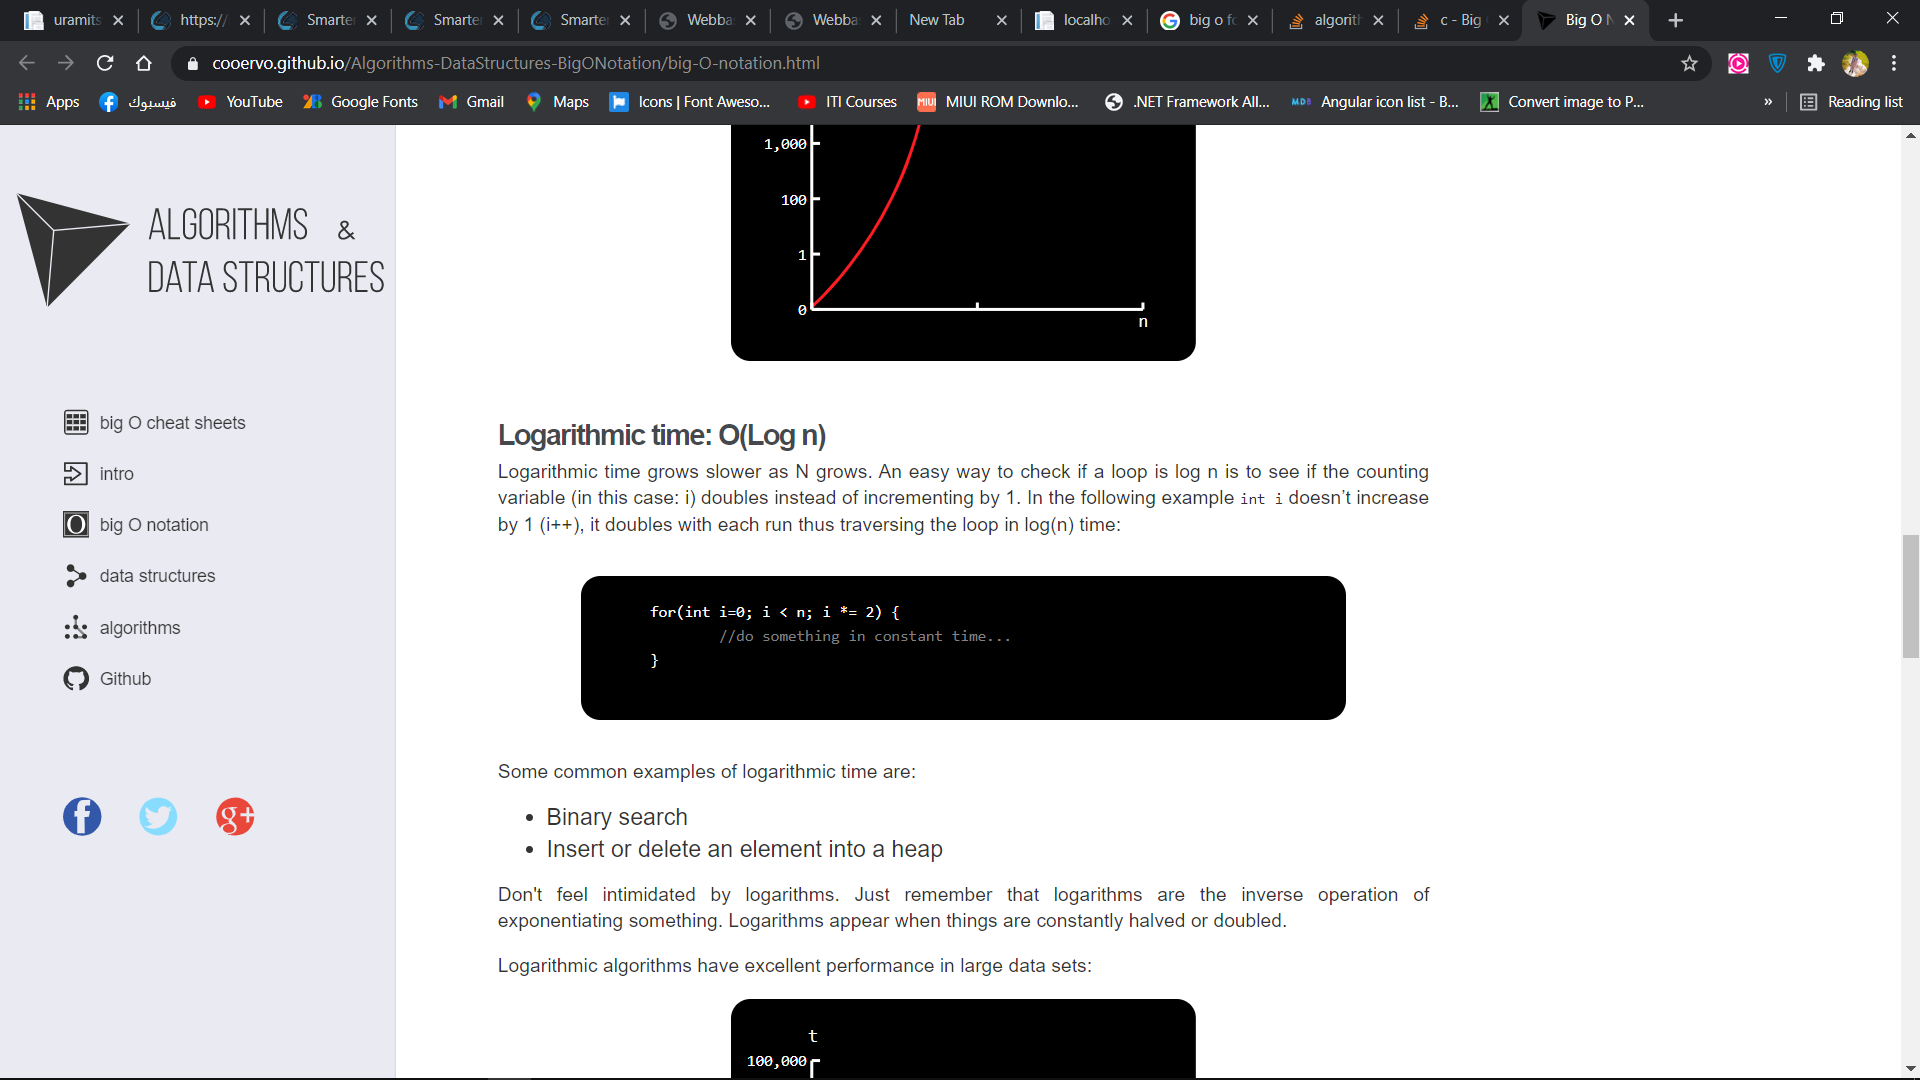 uramits
https://
Smarte
Smarte
Smarte
Webba
Webba
New Tab
localho
big o fo
algorith
c - Big
Big O N
cooervo.github.io/Algorithms-DataStructures-BigONotation/big-O-notation.html
Apps
فيسبوك
YouTube
Google Fonts
Gmail
Maps
Icons | Font Aweso...
ITI Courses
MIUI ROM Downlo...
.NET Framework All...
Angular icon list - B...
Convert image to P...
»
Reading list
ALGORITHMS &
DATA STRUCTURES
big O cheat sheets
intro
big O notation
data structures
algorithms
Github
1,000
100
1
0
n
Logarithmic time: O(Log n)
Logarithmic time grows slower as N grows. An easy way to check if a loop is log n is to see if the counting
variable (in this case: i) doubles instead of incrementing by 1. In the following example int i doesn’t increase
by 1 (i++), it doubles with each run thus traversing the loop in log(n) time:
for(int i=0; i < n; i *= 2) {
//do something in constant time...
}
Some common examples of logarithmic time are:
• Binary search
• Insert or delete an element into a heap
Don't feel intimidated by logarithms. Just remember that logarithms are the inverse operation of
exponentiating something. Logarithms appear when things are constantly halved or doubled.
Logarithmic algorithms have excellent performance in large data sets:
t
100,000